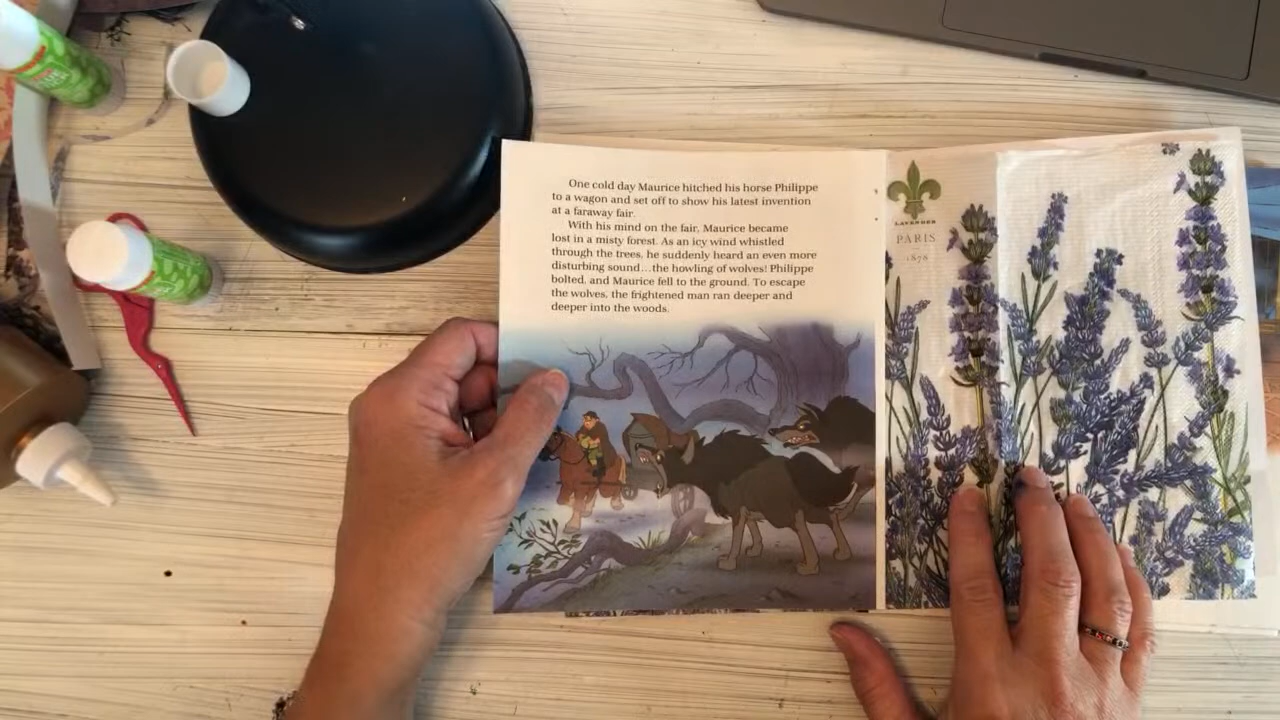 One cold day Maurice hitched his horse Philippe
to a wagon and set off to show his latest invention
at a faraway fair.
With his mind on the fair, Maurice became
lost in a misty forest. As an icy wind whistled
through the trees, he suddenly heard an even more
disturbing sound...the howling of wolves! Philippe
bolted, and Maurice fell to the ground. To escape
the wolves, the frightened man ran deeper and
deeper into the woods.
LAVENDER
PARIS
1876